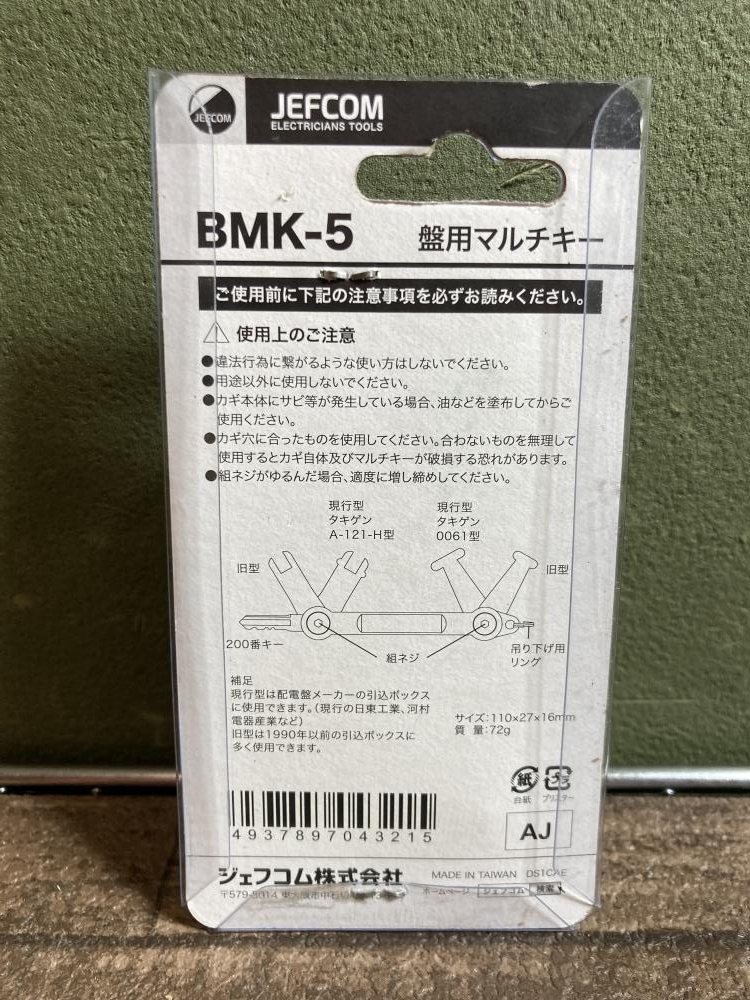 JEFCOM
JEFCOM
ELECTRICIANS TOOLS
BMK-5 盤用マルチキー
ご使用前に下記の注意事項を必ずお読みください。
使用上のご注意
●違法行為に繋がるような使い方はしないでください。
●用途以外に使用しないでください。
●カギ本体にサビ等が発生している場合、油などを塗布してからご
使用ください。
●カギ穴に合ったものを使用してください。合わないものを無理して
使用するとカギ自体及びマルチキーが破損する恐れがあります。
●組ネジがゆるんだ場合、適度に増し締めしてください。
現行型
タキゲン
A-121-H型
現行型
タキゲン
0061型
旧型
旧型
200番キー
組ネジ
吊り下げ用
リング
補足
現行型は配電盤メーカーの引込ボックス
に使用できます。(現行の日東工業、河村
電器産業など)
旧型は1990年以前の引込ボックスに
多く使用できます。
サイズ:110×27×16mm
質 量:72g
紙
プラ
台紙
ブリスター
4937897043215
AJ
ジェフコム株式会社
MADE IN TAIWAN DS1CAE
〒579-8014
ホームページ ジェフコム 検索